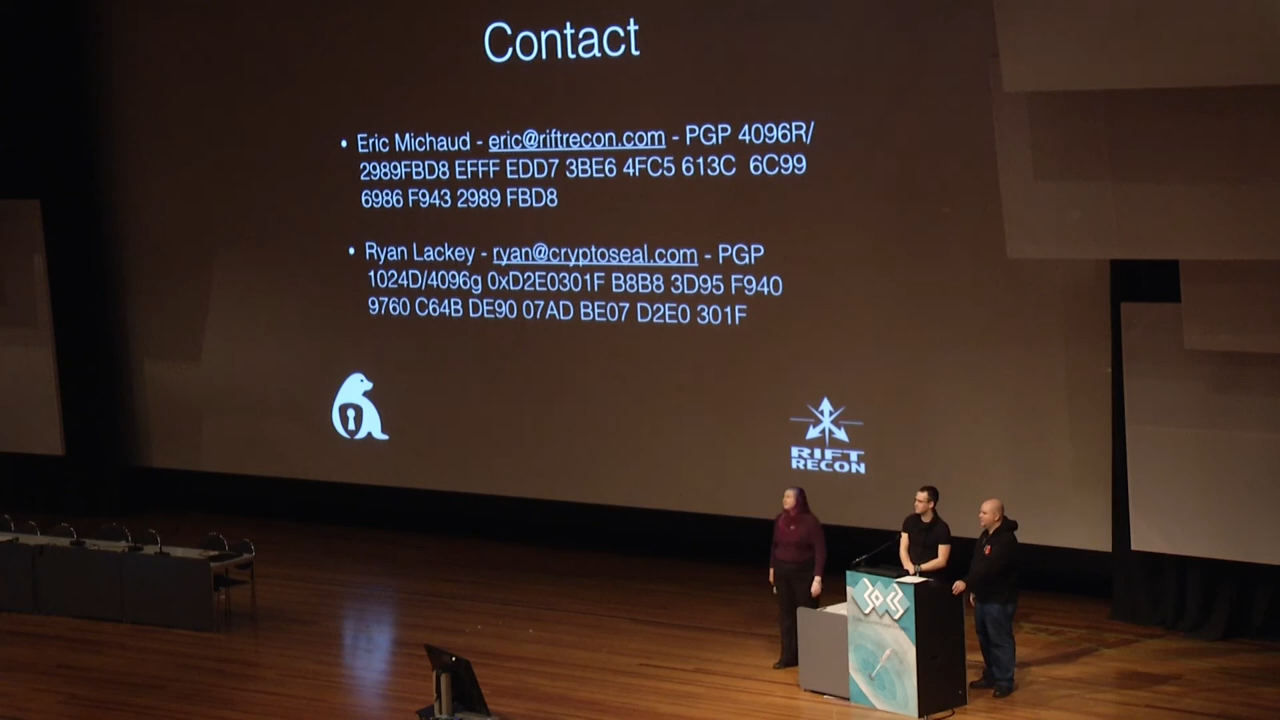 Contact
• Eric Michaud - eric@riftrecon.com - PGP 4096R/
2989FBD8 EFFF EDD7 3BE6 4FC5 613C  6C99
6986 F943 2989 FBD8
• Ryan Lackey - ryan@cryptoseal.com - PGP
1024D/4096g 0xD2E0301F B8B8 3D95 F940
9760 C64B DE90 07AD BE07 D2E0 301F
RIFT
RECON
30C3